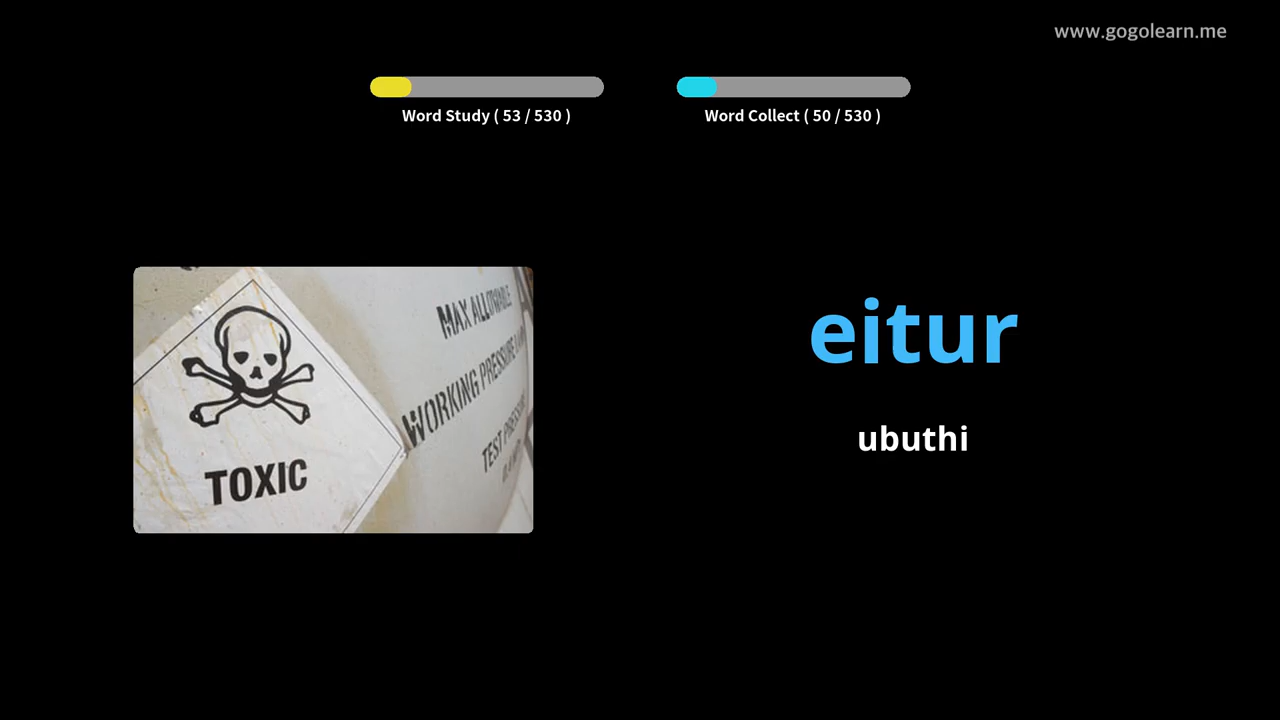 www.gogolearn.me
Word Study ( 53 / 530 )
Word Collect ( 50 / 530 )
MAX ALLOWABLE
WORKING PRESSURE
TEST
TOXIC
eitur
ubuthi